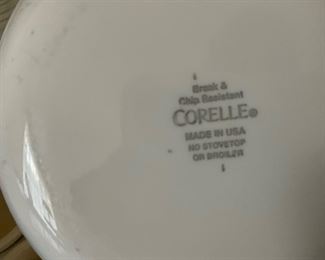 Break &
Chip Resistant
CORELLE®
MADE IN USA
NO STOVETOP
OR BROILER